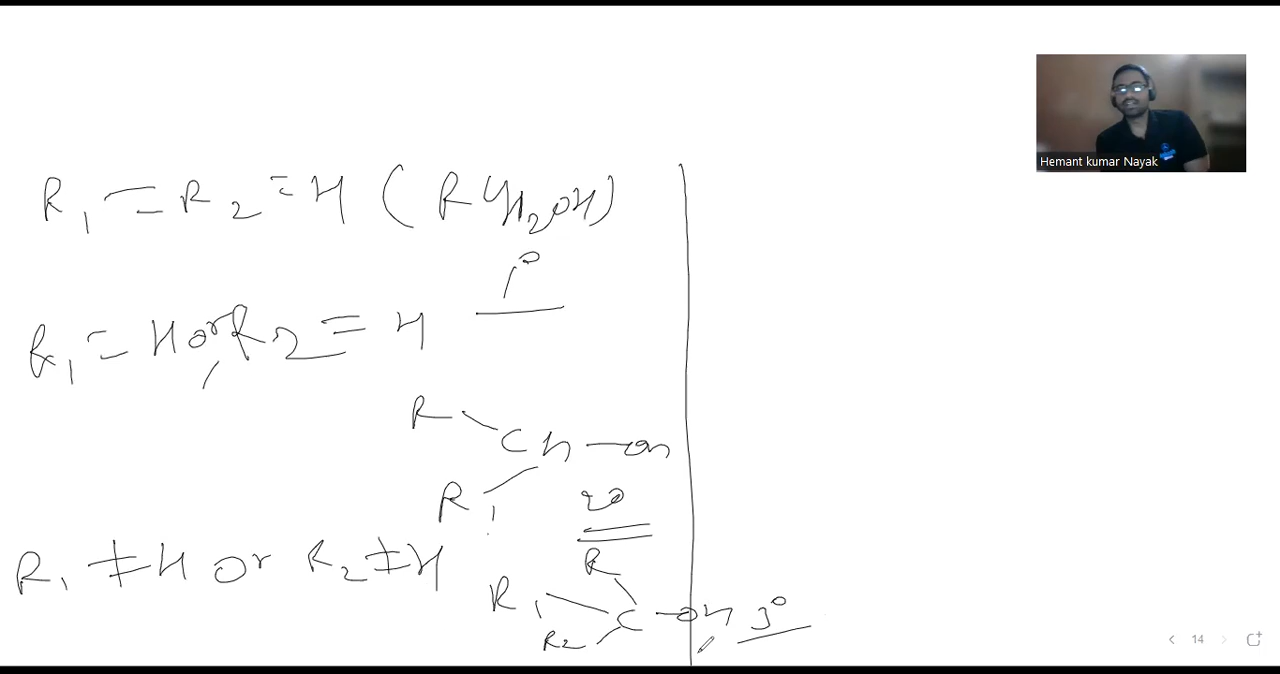 R1 = R2 = H (RCH2OH)
1°
R1 = H or R2 = H
R
CH — OH
R1
2°
R1 ≠ H or R2 ≠ H
R
R1
C — OH 3°
R2
Hemant kumar Nayak
14